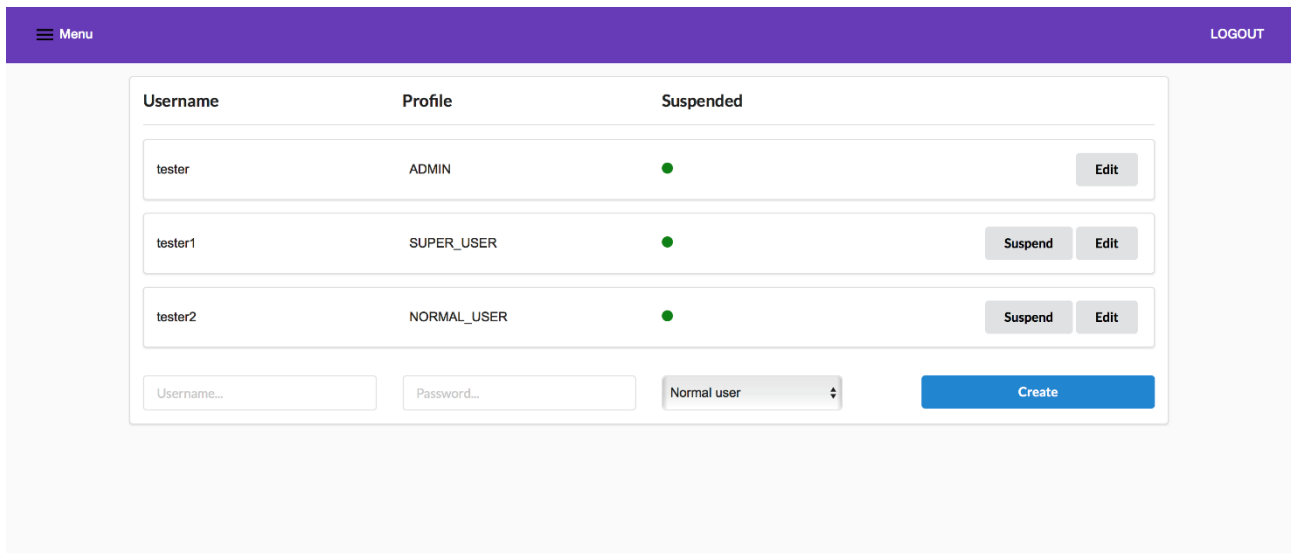 Menu LOGOUT
Username Profile Suspended
tester ADMIN Edit
tester1 SUPER_USER Suspend Edit
tester2 NORMAL_USER Suspend Edit
Username... Password... Normal user Create